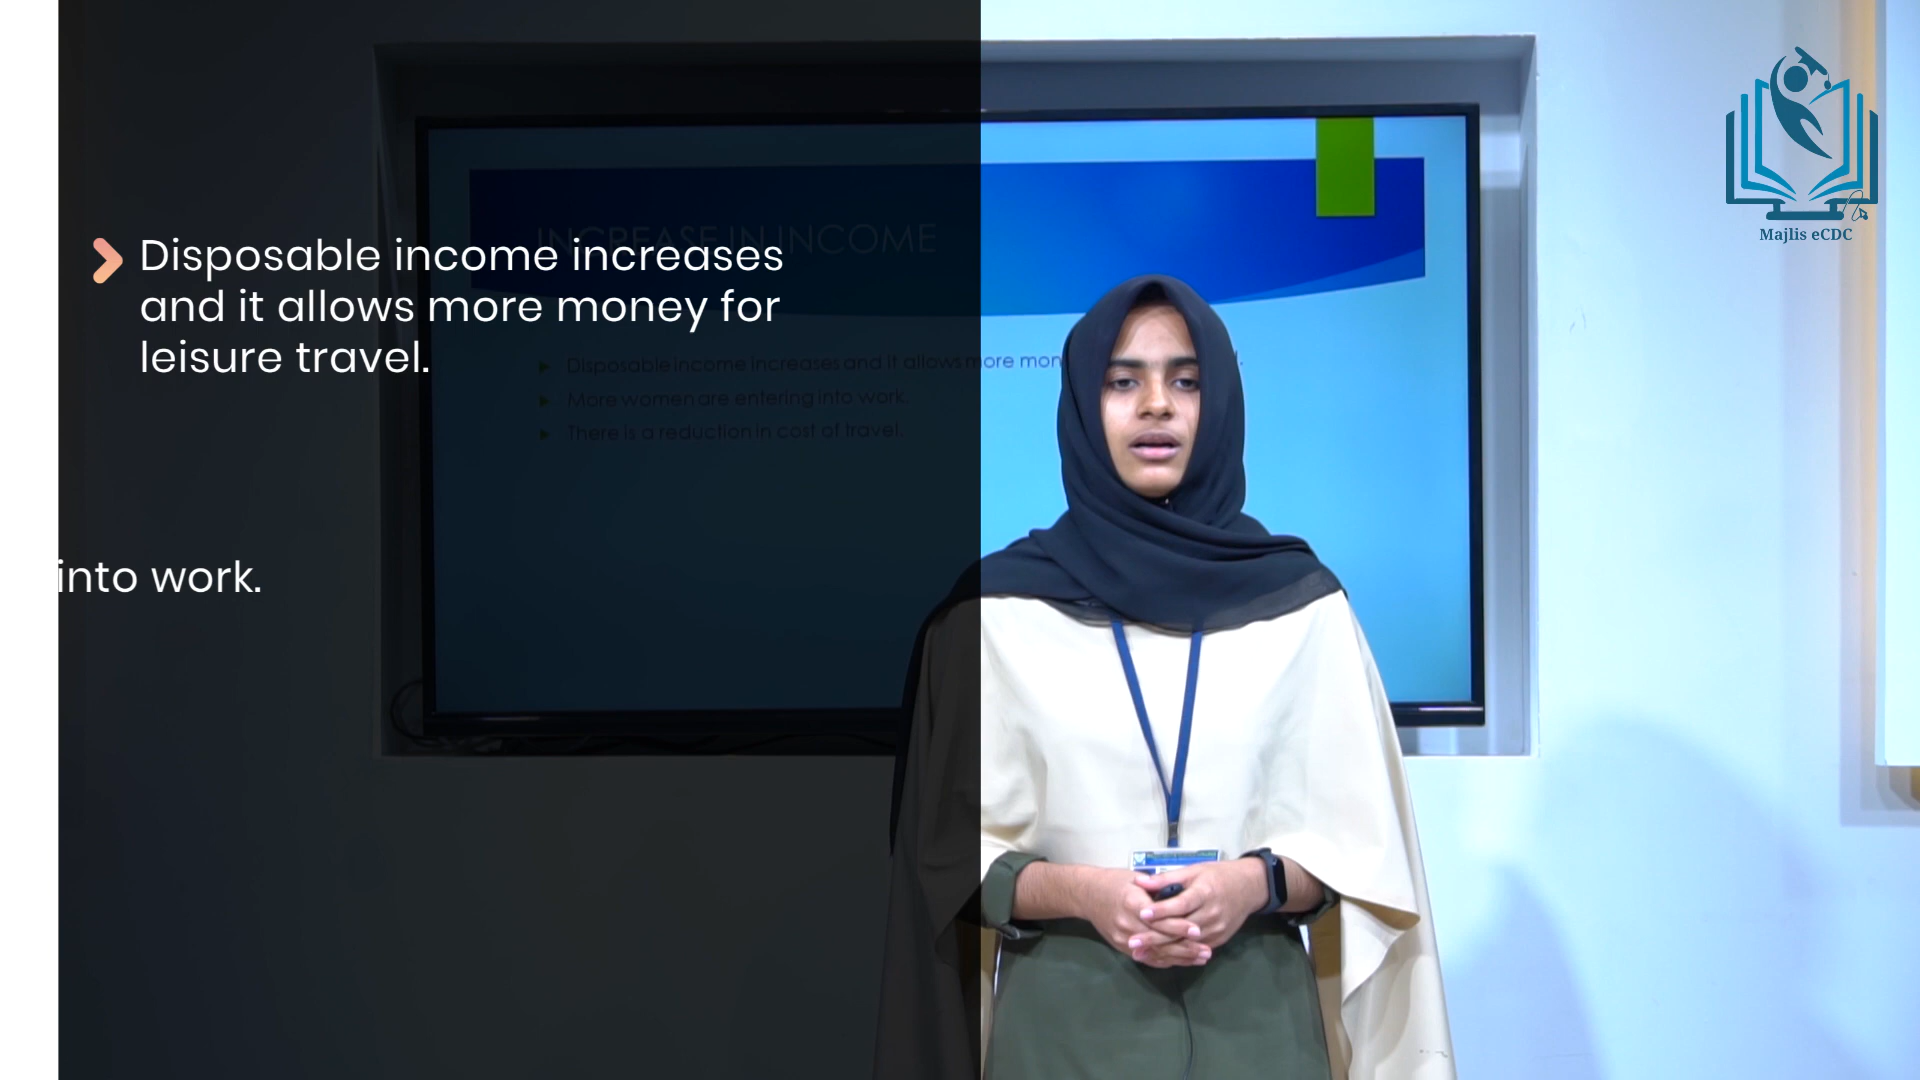 Disposable income increases
and it allows more money for
leisure travel.
into work.
INCREASE IN INCOME
Disposable income increases and it allows more mon
More women are entering into work.
There is a reduction in cost of travel.
Majlis eCDC